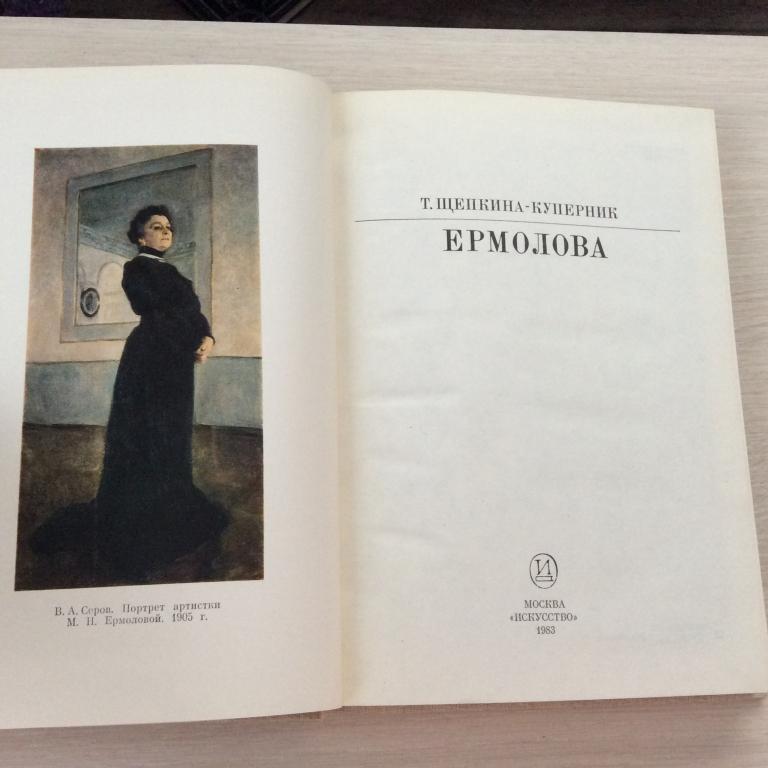 В. А. Серов. Портрет артистки
М. Н. Ермоловой. 1905 г.
Т. ЩЕПКИНА-КУПЕРНИК
ЕРМОЛОВА
И
МОСКВА
«ИСКУССТВО»
1983